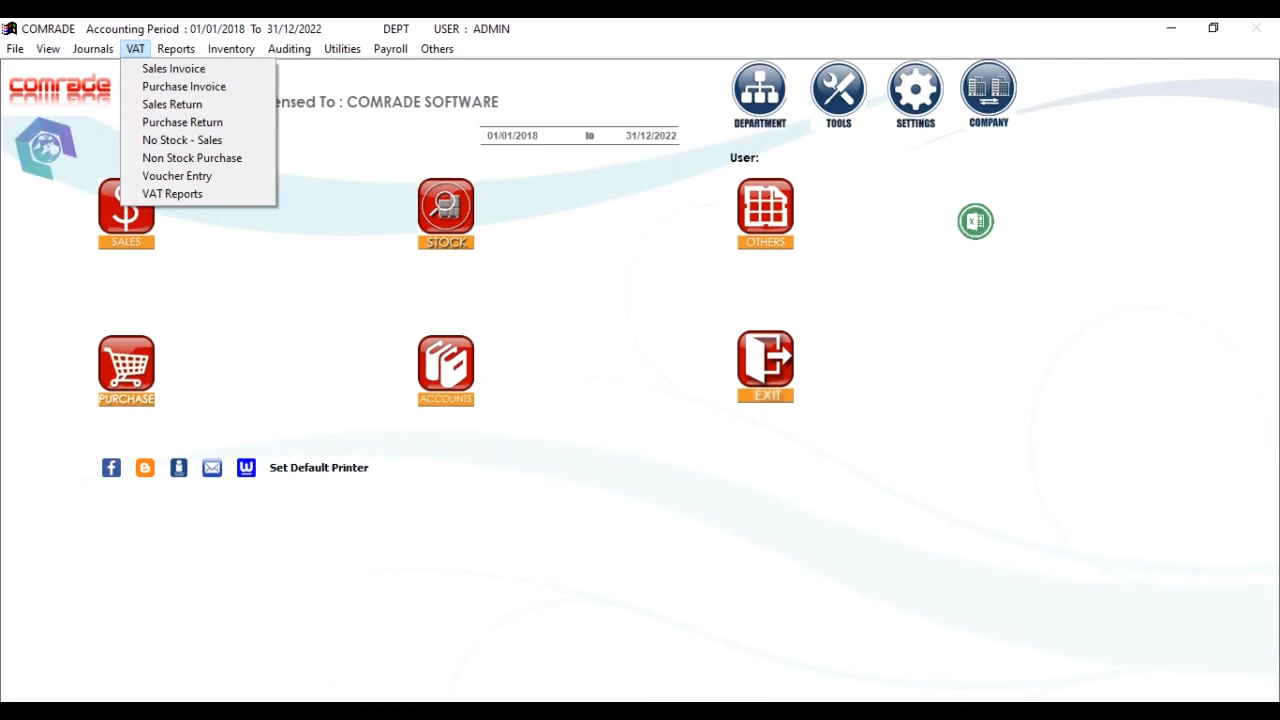 COMRADE Accounting Period : 01/01/2018 To 31/12/2022 DEPT USER : ADMIN
File View Journals VAT Reports Inventory Auditing Utilities Payroll Others
Sales Invoice
Purchase Invoice
Sales Return
Purchase Return
No Stock - Sales
Non Stock Purchase
Voucher Entry
VAT Reports
comrade
ensed To : COMRADE SOFTWARE
01/01/2018 to 31/12/2022
DEPARTMENT TOOLS SETTINGS COMPANY
User:
SALES STOCK OTHERS
PURCHASE ACCOUNTS EXIT
Set Default Printer